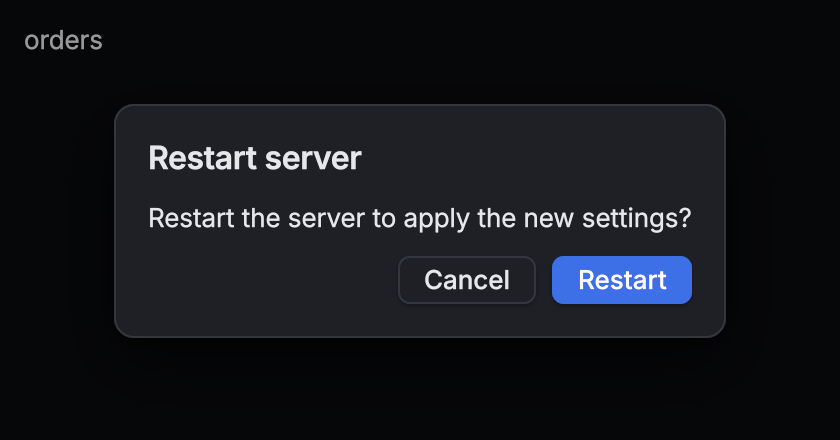 orders
Restart server
Restart the server to apply the new settings?
Cancel
Restart